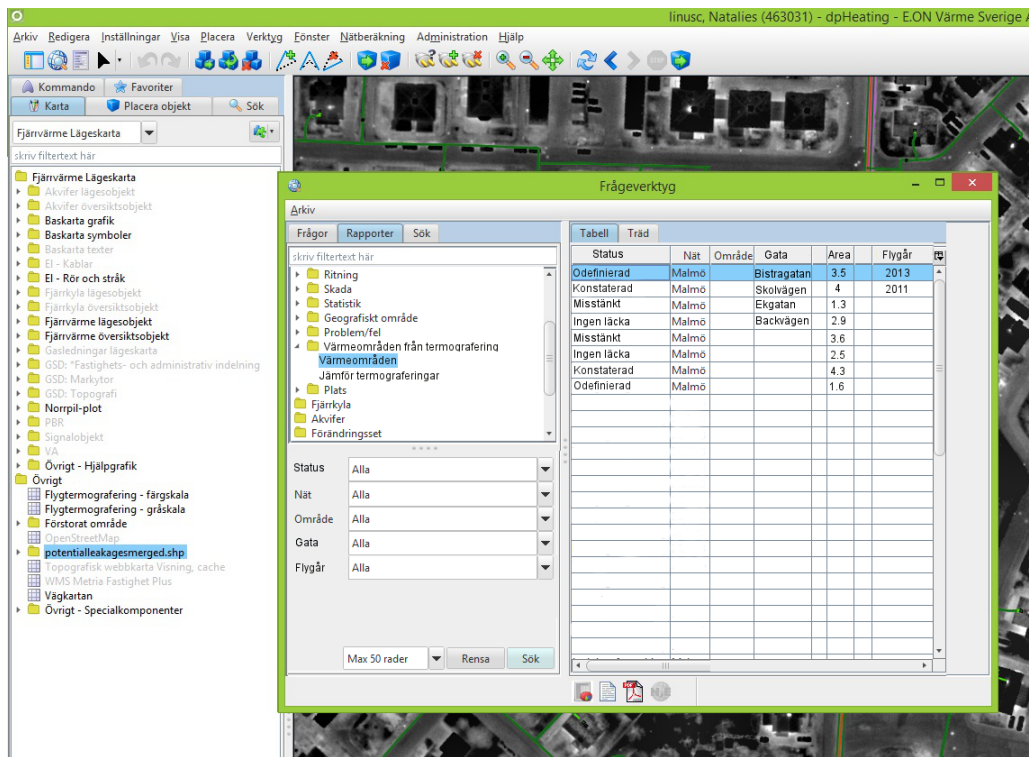 linusc, Natalies (463031) - dpHeating - E.ON Värme Sverige A
Arkiv Redigera Inställningar Visa Placera Verktyg Fönster Nätberäkning Administration Hjälp
Kommando Favoriter
Karta Placera objekt Sök
Fjärrvärme Lägeskarta
skriv filtertext här
Fjärrvärme Lägeskarta
Akvifer lägesobjekt
Akvifer översiktsobjekt
Baskarta grafik
Baskarta symboler
Baskarta texter
El - Kablar
El - Rör och stråk
Fjärrkyla lägesobjekt
Fjärrkyla översiktsobjekt
Fjärrvärme lägesobjekt
Fjärrvärme översiktsobjekt
Gasledningar lägeskarta
GSD: *Fastighets- och administrativ indelning
GSD: Markytor
GSD: Topografi
Norrpil-plot
PBR
Signalobjekt
VA
Övrigt - Hjälpgrafik
Övrigt
Flygtermografering - färgskala
Flygtermografering - gråskala
Förstorat område
OpenStreetMap
potentialleakagesmerged.shp
Topografisk webbkarta Visning, cache
WMS Metria Fastighet Plus
Vägkartan
Övrigt - Specialkomponenter
Frågeverktyg
Arkiv
Frågor Rapporter Sök
skriv filtertext här
Ritning
Skada
Statistik
Geografiskt område
Problem/fel
Värmeområden från termografering
Värmeområden
Jämför termograferingar
Plats
Fjärrkyla
Akvifer
Förändringsset
Status Alla
Nät Alla
Område Alla
Gata Alla
Flygår Alla
Max 50 rader Rensa Sök
Tabell Träd
Status Nät Område Gata Area Flygår
Odefinierad Malmö Bistragatan 3.5 2013
Konstaterad Malmö Skolvägen 4 2011
Misstänkt Malmö Ekgatan 1.3
Ingen läcka Malmö Backvägen 2.9
Misstänkt Malmö 3.6
Ingen läcka Malmö 2.5
Konstaterad Malmö 4.3
Odefinierad Malmö 1.6